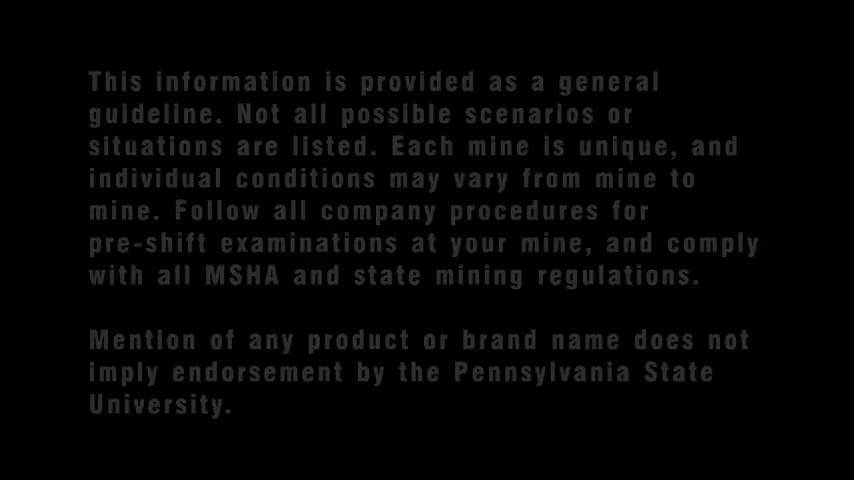 This information is provided as a general
guideline. Not all possible scenarios or
situations are listed. Each mine is unique, and
individual conditions may vary from mine to
mine. Follow all company procedures for
pre-shift examinations at your mine, and comply
with all MSHA and state mining regulations.
Mention of any product or brand name does not
imply endorsement by the Pennsylvania State
University.